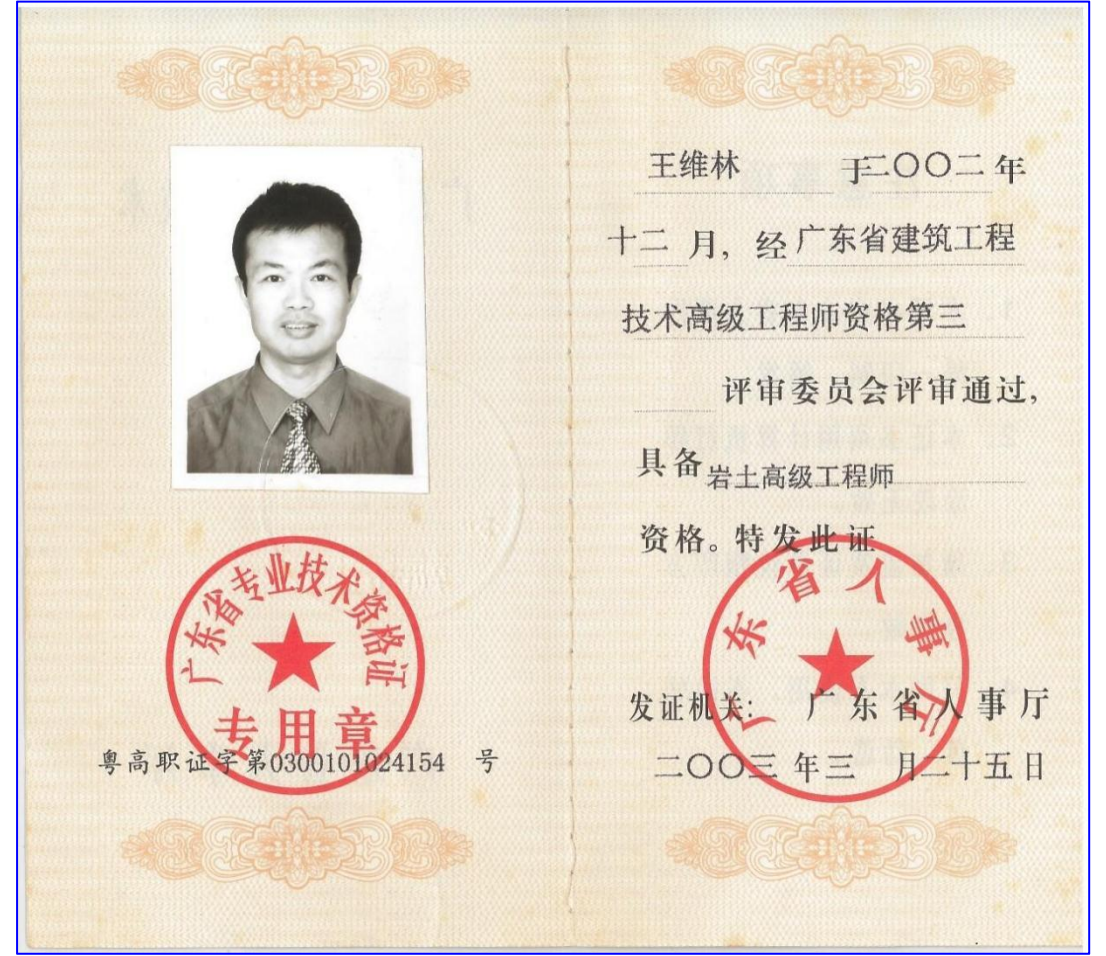 广东省专业技术资格证
专用章
粤高职证字第0300101024154 号
王维林 于二〇〇二年
十二 月, 经广东省建筑工程
技术高级工程师资格第三
评审委员会评审通过,
具备岩土高级工程师
资格。特发此证
广东省人事厅
发证机关: 广东省人事厅
二〇〇三年三 月二十五日